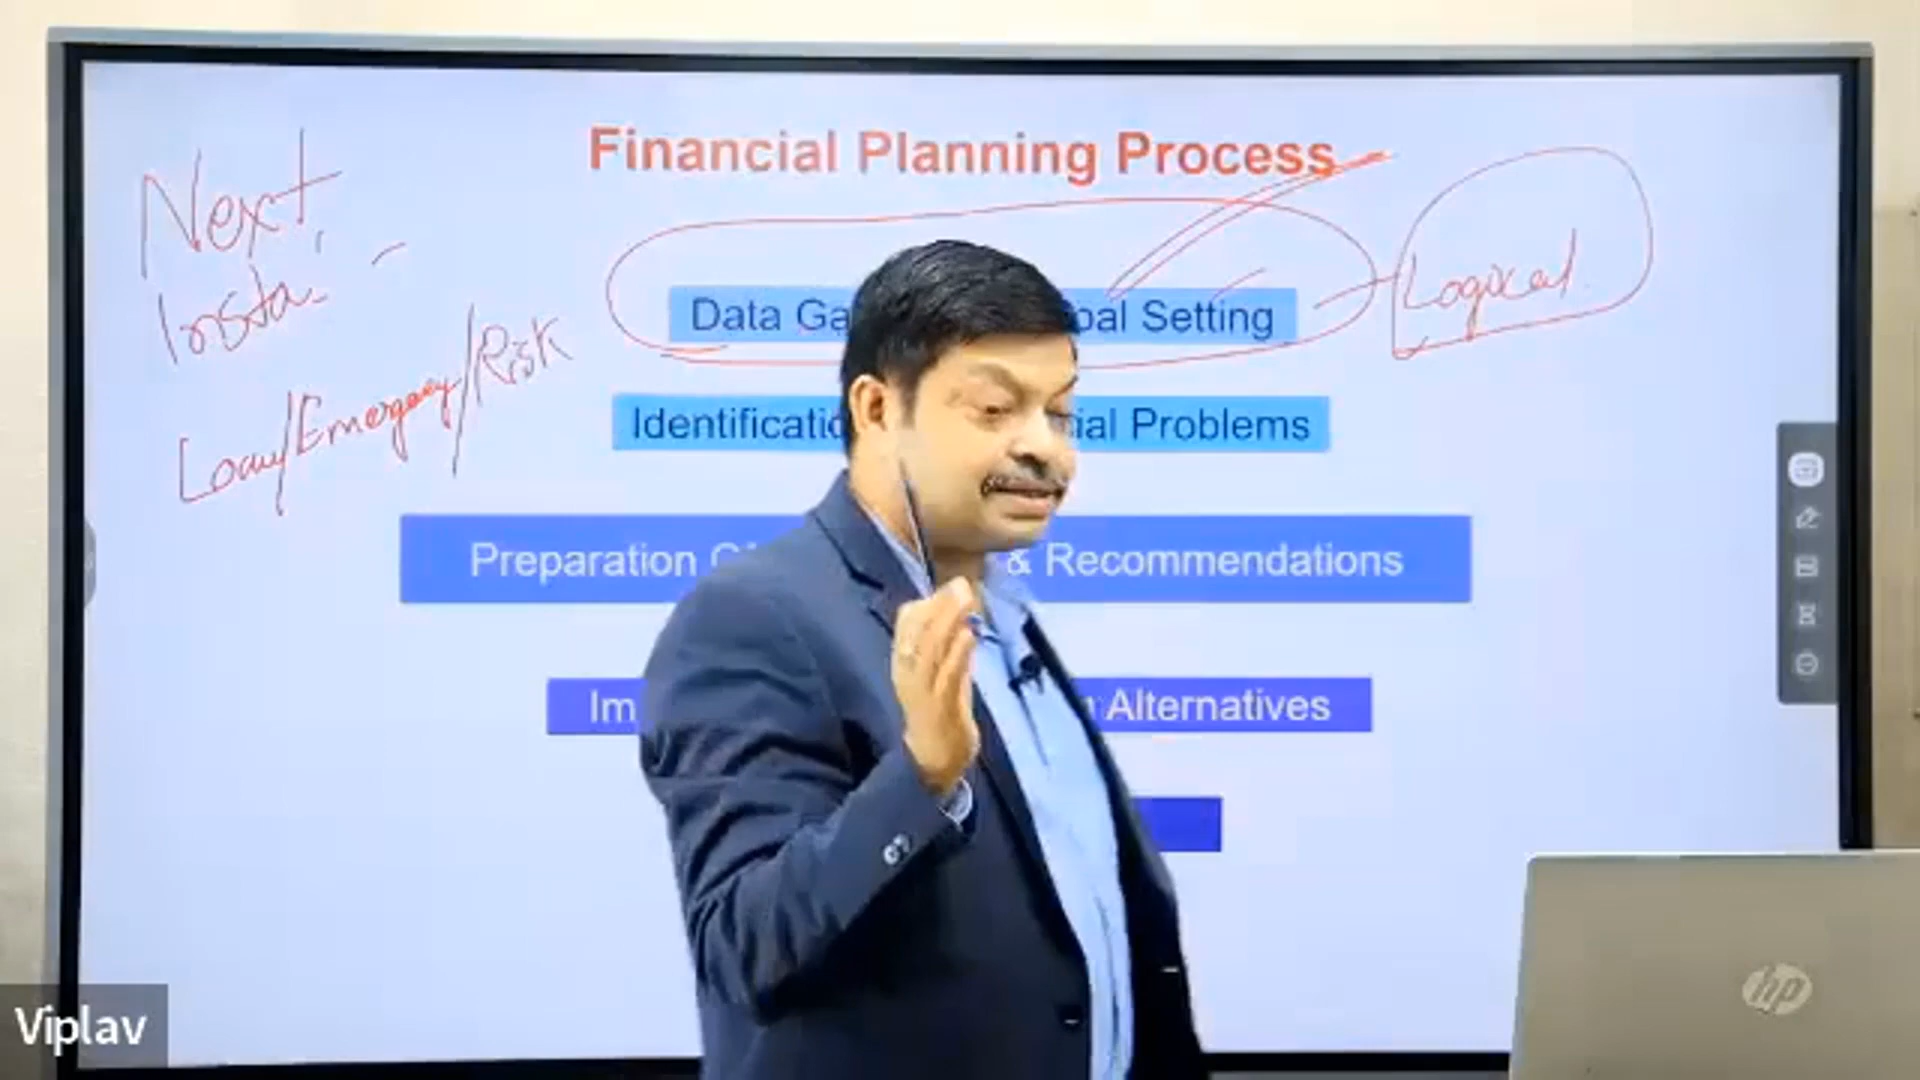 Financial Planning Process
Next
Insta
Logical
Data Ga oal Setting
Loan/Emergency/Risk
Identificatio ial Problems
Preparation O & Recommendations
Im Alternatives
hp
Viplav